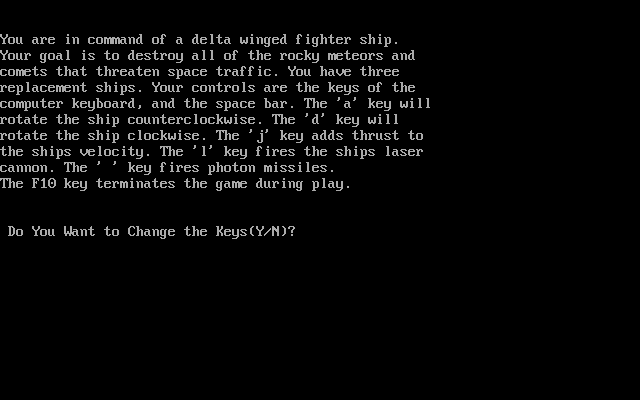 You are in command of a delta winged fighter ship.
Your goal is to destroy all of the rocky meteors and
comets that threaten space traffic. You have three
replacement ships. Your controls are the keys of the
computer keyboard, and the space bar. The 'a' key will
rotate the ship counterclockwise. The 'd' key will
rotate the ship clockwise. The 'j' key adds thrust to
the ships velocity. The 'l' key fires the ships laser
cannon. The ' ' key fires photon missiles.
The F10 key terminates the game during play.
Do You Want to Change the Keys(Y/N)?